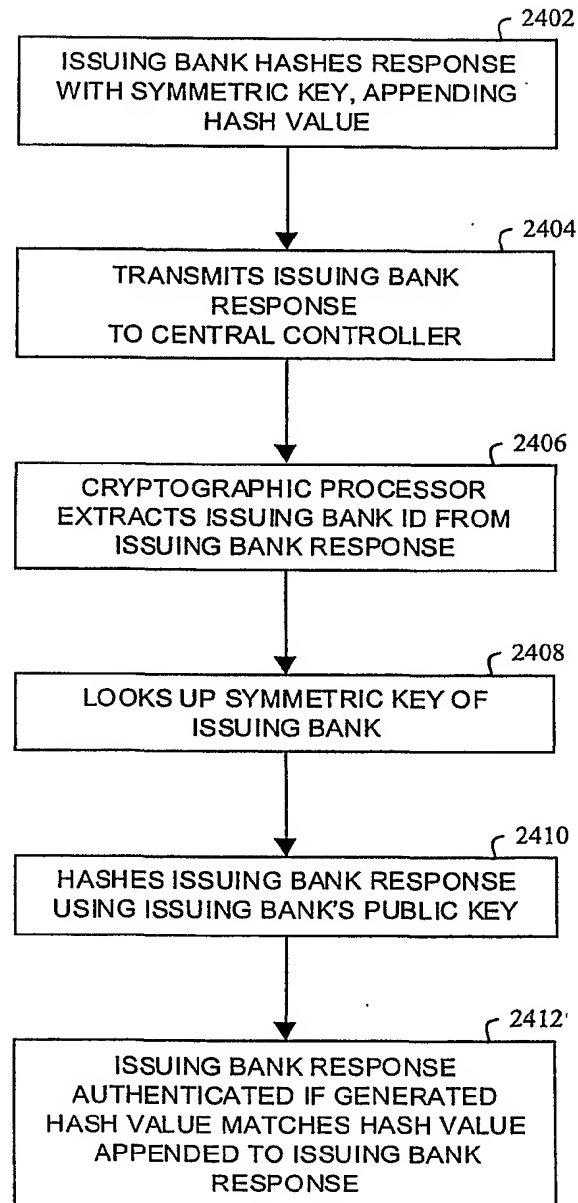 2402
ISSUING BANK HASHES RESPONSE
WITH SYMMETRIC KEY, APPENDING
HASH VALUE
2404
TRANSMITS ISSUING BANK
RESPONSE
TO CENTRAL CONTROLLER
2406
CRYPTOGRAPHIC PROCESSOR
EXTRACTS ISSUING BANK ID FROM
ISSUING BANK RESPONSE
2408
LOOKS UP SYMMETRIC KEY OF
ISSUING BANK
2410
HASHES ISSUING BANK RESPONSE
USING ISSUING BANK'S PUBLIC KEY
2412
ISSUING BANK RESPONSE
AUTHENTICATED IF GENERATED
HASH VALUE MATCHES HASH VALUE
APPENDED TO ISSUING BANK
RESPONSE